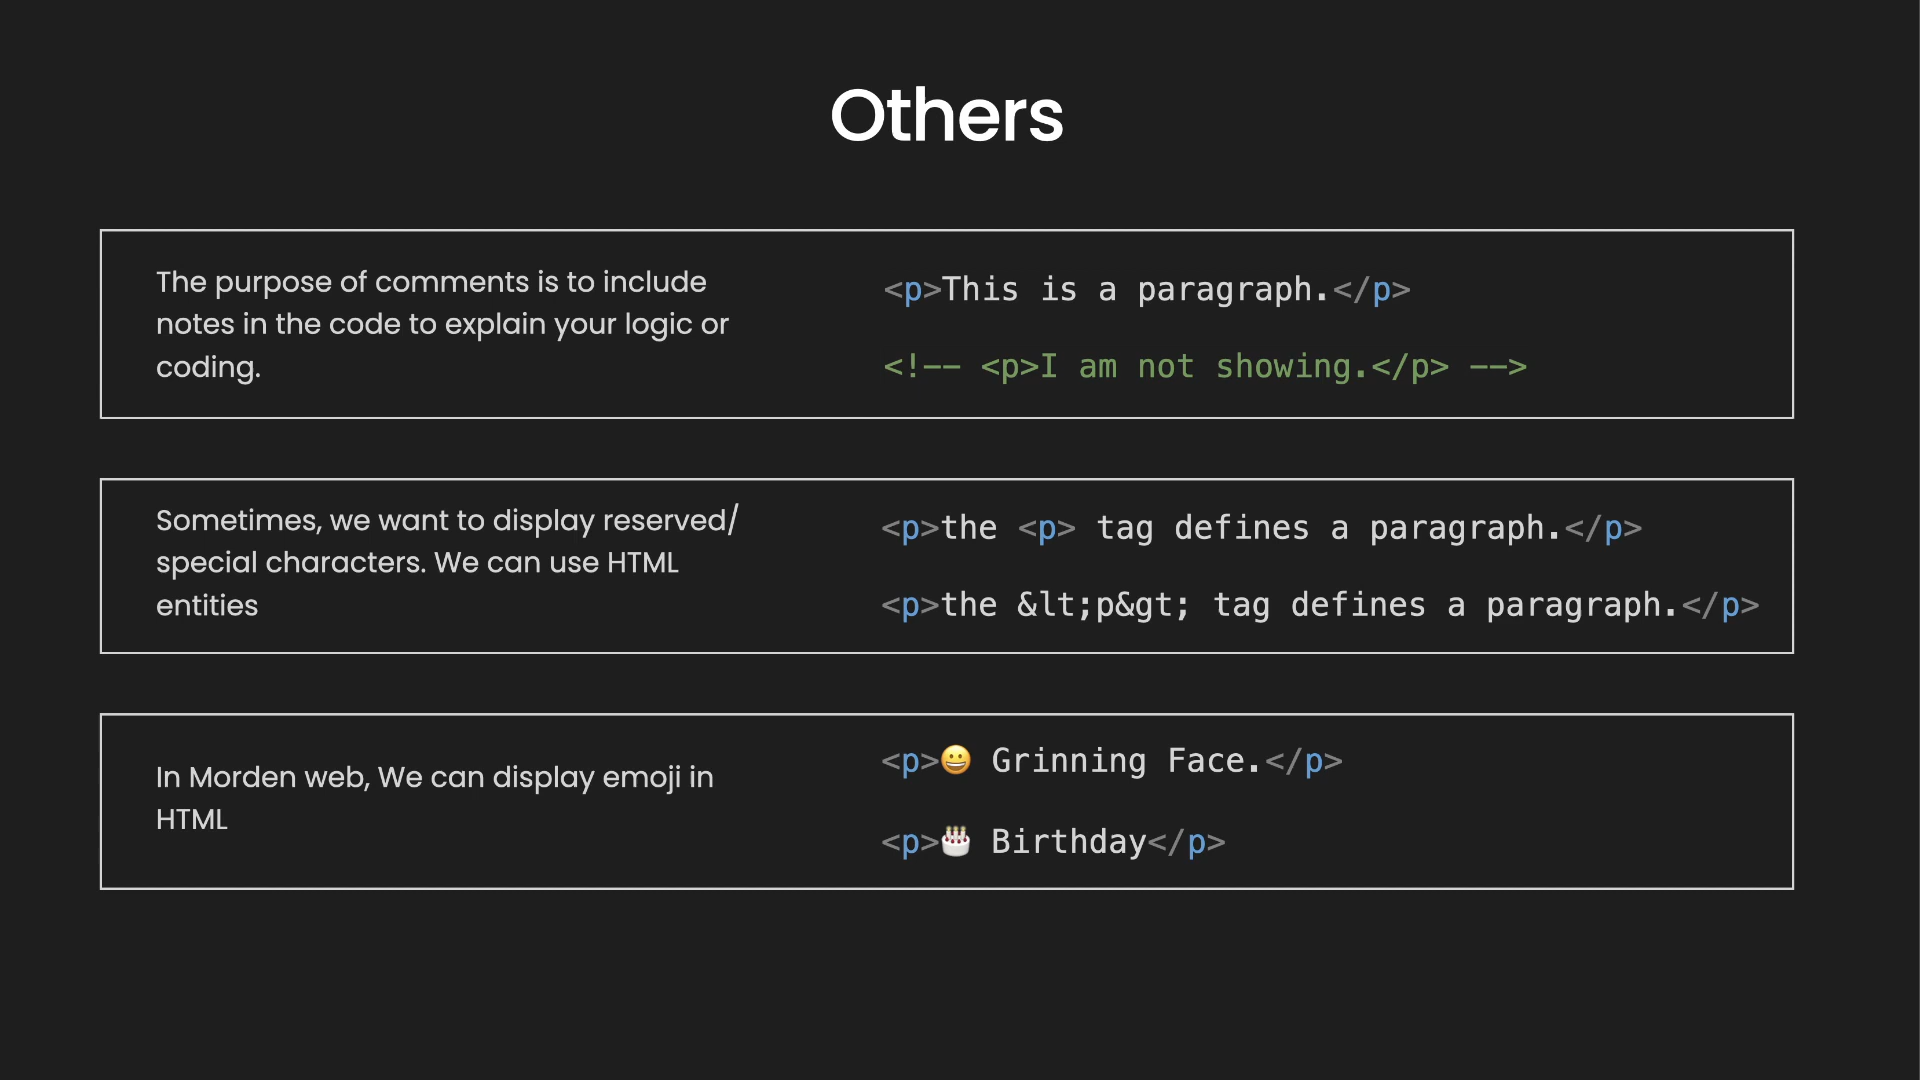 Others
The purpose of comments is to include
notes in the code to explain your logic or
coding.
<p>This is a paragraph.</p>
<!-- <p>I am not showing.</p> -->
Sometimes, we want to display reserved/
special characters. We can use HTML
entities
<p>the <p> tag defines a paragraph.</p>
<p>the &lt;p&gt; tag defines a paragraph.</p>
In Morden web, We can display emoji in
HTML
<p>😀 Grinning Face.</p>
<p>🎂 Birthday</p>